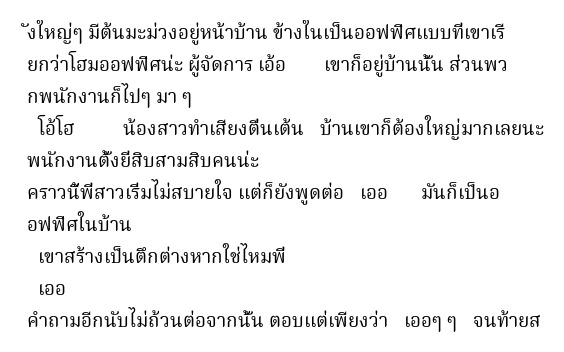 ังใหญ่ๆ มีต้นมะม่วงอยู่หน้าบ้าน ข้างในเป็นออฟฟิศแบบที่เขาเรี
ยกว่าโฮมออฟฟิศน่ะ ผู้จัดการ เอ้อ เขาก็อยู่บ้านนั้น ส่วนพว
กพนักงานก็ไปๆ มา ๆ
โอ้โฮ น้องสาวทำเสียงตื่นเต้น บ้านเขาก็ต้องใหญ่มากเลยนะ
พนักงานตั้งยี่สิบสามสิบคนน่ะ
คราวนี้พี่สาวเริ่มไม่สบายใจ แต่ก็ยังพูดต่อ เออ มันก็เป็นอ
อฟฟิศในบ้าน
เขาสร้างเป็นตึกต่างหากใช่ไหมพี่
เออ
คำถามอีกนับไม่ถ้วนต่อจากนั้น ตอบแต่เพียงว่า เออๆ ๆ จนท้ายส